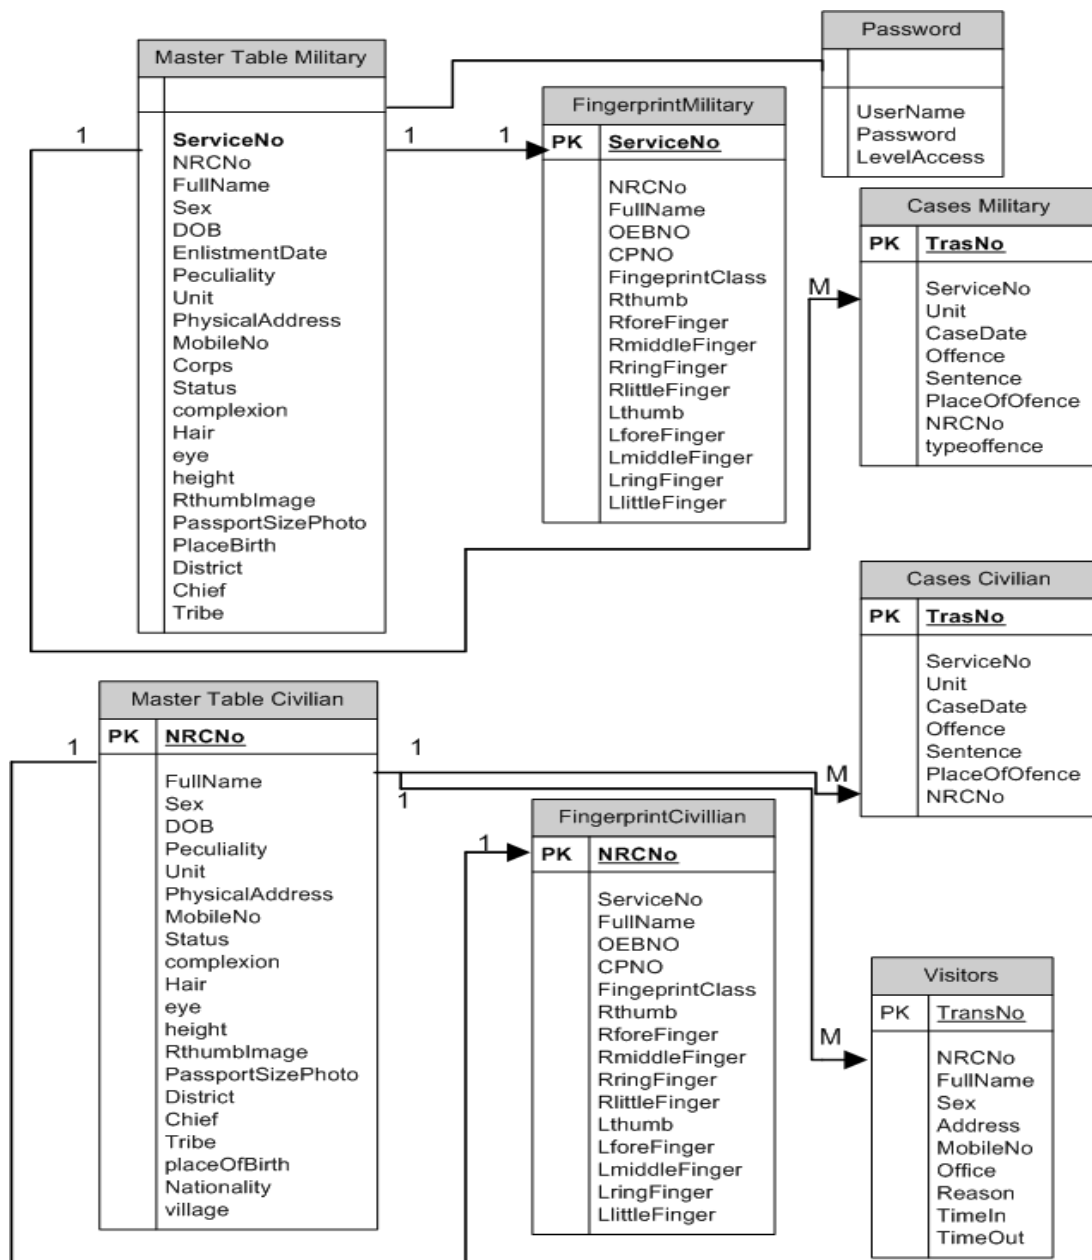 Master Table Military
ServiceNo
NRCNo
FullName
Sex
DOB
EnlistmentDate
Peculiality
Unit
PhysicalAddress
MobileNo
Corps
Status
complexion
Hair
eye
height
RthumbImage
PassportSizePhoto
PlaceBirth
District
Chief
Tribe
1
1
1
FingerprintMilitary
PK ServiceNo
NRCNo
FullName
OEBNO
CPNO
FingeprintClass
Rthumb
RforeFinger
RmiddleFinger
RringFinger
RlittleFinger
Lthumb
LforeFinger
LmiddleFinger
LringFinger
LlittleFinger
Password
UserName
Password
LevelAccess
M
Cases Military
PK TrasNo
ServiceNo
Unit
CaseDate
Offence
Sentence
PlaceOfOfence
NRCNo
typeoffence
Cases Civilian
PK TrasNo
ServiceNo
Unit
CaseDate
Offence
Sentence
PlaceOfOfence
NRCNo
Master Table Civilian
PK NRCNo
FullName
Sex
DOB
Peculiality
Unit
PhysicalAddress
MobileNo
Status
complexion
Hair
eye
height
RthumbImage
PassportSizePhoto
District
Chief
Tribe
placeOfBirth
Nationality
village
1
1
1
M
1
M
FingerprintCivillian
PK NRCNo
ServiceNo
FullName
OEBNO
CPNO
FingeprintClass
Rthumb
RforeFinger
RmiddleFinger
RringFinger
RlittleFinger
Lthumb
LforeFinger
LmiddleFinger
LringFinger
LlittleFinger
Visitors
PK TransNo
NRCNo
FullName
Sex
Address
MobileNo
Office
Reason
TimeIn
TimeOut